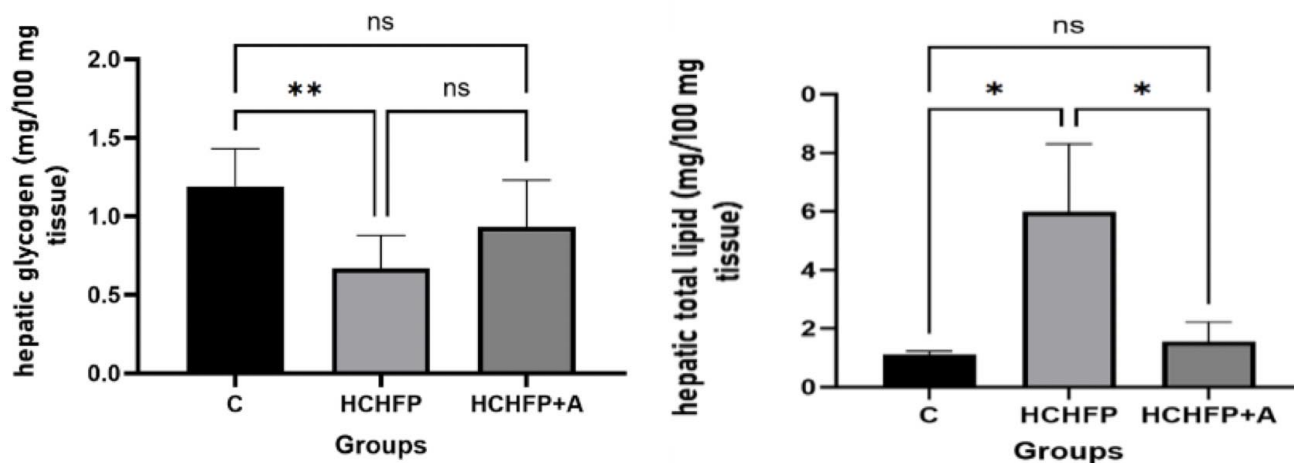 ns
**
ns
hepatic glycogen (mg/100 mg
tissue)
2.0
1.5
1.0
0.5
0.0
C
HCHFP
HCHFP+A
Groups
ns
*
*
hepatic total lipid (mg/100 mg
tissue)
0
8
6
4
2
0
C
HCHFP
HCHFP+A
Groups